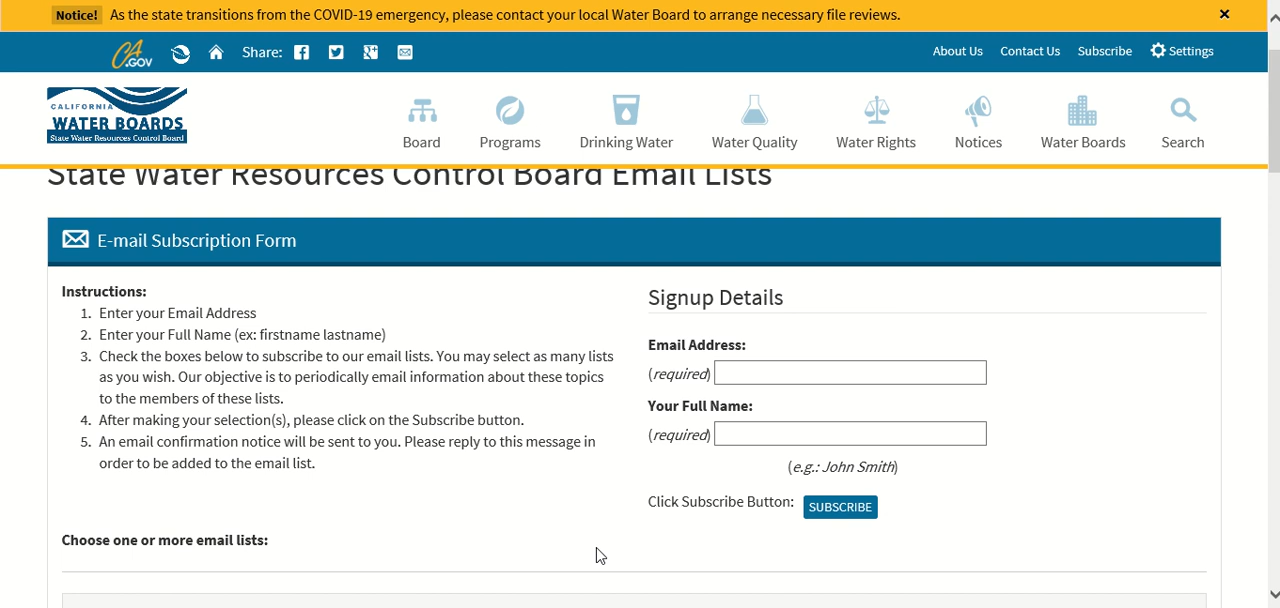 Notice! As the state transitions from the COVID-19 emergency, please contact your local Water Board to arrange necessary file reviews.
CA.GOV Share: About Us Contact Us Subscribe Settings
CALIFORNIA
WATER BOARDS
State Water Resources Control Board
Board Programs Drinking Water Water Quality Water Rights Notices Water Boards Search
State Water Resources Control Board Email Lists
E-mail Subscription Form
Instructions:
1. Enter your Email Address
2. Enter your Full Name (ex: firstname lastname)
3. Check the boxes below to subscribe to our email lists. You may select as many lists
as you wish. Our objective is to periodically email information about these topics
to the members of these lists.
4. After making your selection(s), please click on the Subscribe button.
5. An email confirmation notice will be sent to you. Please reply to this message in
order to be added to the email list.
Signup Details
Email Address:
(required)
Your Full Name:
(required)
(e.g.: John Smith)
Click Subscribe Button: SUBSCRIBE
Choose one or more email lists: